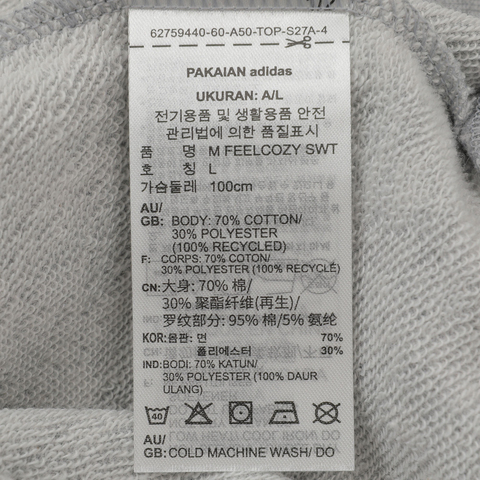 62759440-60-A50-TOP-S27A-4
PAKAIAN adidas
UKURAN: A/L
전기용품 및 생활용품 안전
관리법에 의한 품질표시
품 명 M FEELCOZY SWT
호 칭 L
가슴둘레 100cm
AU/
GB: BODY: 70% COTTON/
30% POLYESTER
(100% RECYCLED)
F: CORPS: 70% COTON/
30% POLYESTER (100% RECYCLÉ)
CN: 大身: 70% 棉/
30% 聚酯纤维(再生)/
罗纹部分: 95% 棉/5% 氨纶
KOR: 몸판: 면 70%
폴리에스터 30%
IND: BODI: 70% KATUN/
30% POLYESTER (100% DAUR
ULANG)
40
AU/
GB: COLD MACHINE WASH/ DO